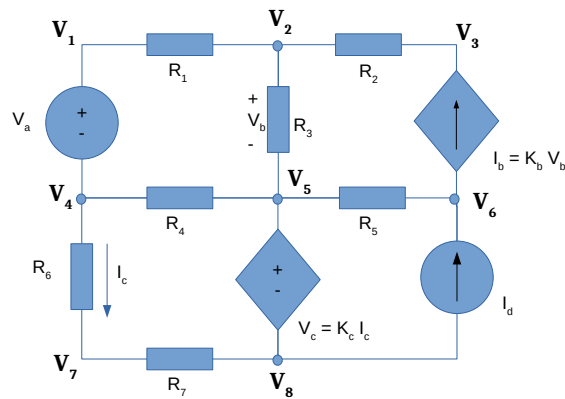 V1
V2
V3
R1
R2
Va
+
-
+
Vb
-
R3
Ib = Kb Vb
V4
V5
V6
R4
R5
R6
Ic
+
-
Vc = Kc Ic
Id
V7
R7
V8